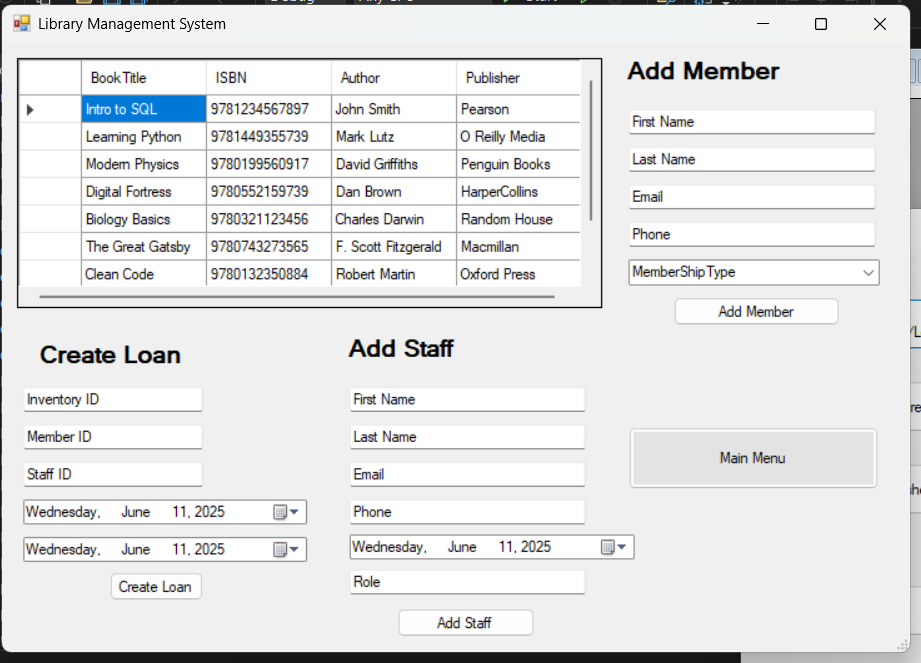 Library Management System
Book Title ISBN Author Publisher
Intro to SQL 9781234567897 John Smith Pearson
Learning Python 9781449355739 Mark Lutz O Reilly Media
Modern Physics 9780199560917 David Griffiths Penguin Books
Digital Fortress 9780552159739 Dan Brown HarperCollins
Biology Basics 9780321123456 Charles Darwin Random House
The Great Gatsby 9780743273565 F. Scott Fitzgerald Macmillan
Clean Code 9780132350884 Robert Martin Oxford Press
Add Member
First Name
Last Name
Email
Phone
MemberShipType
Add Member
Create Loan
Inventory ID
Member ID
Staff ID
Wednesday, June 11, 2025
Wednesday, June 11, 2025
Create Loan
Add Staff
First Name
Last Name
Email
Phone
Wednesday, June 11, 2025
Role
Add Staff
Main Menu